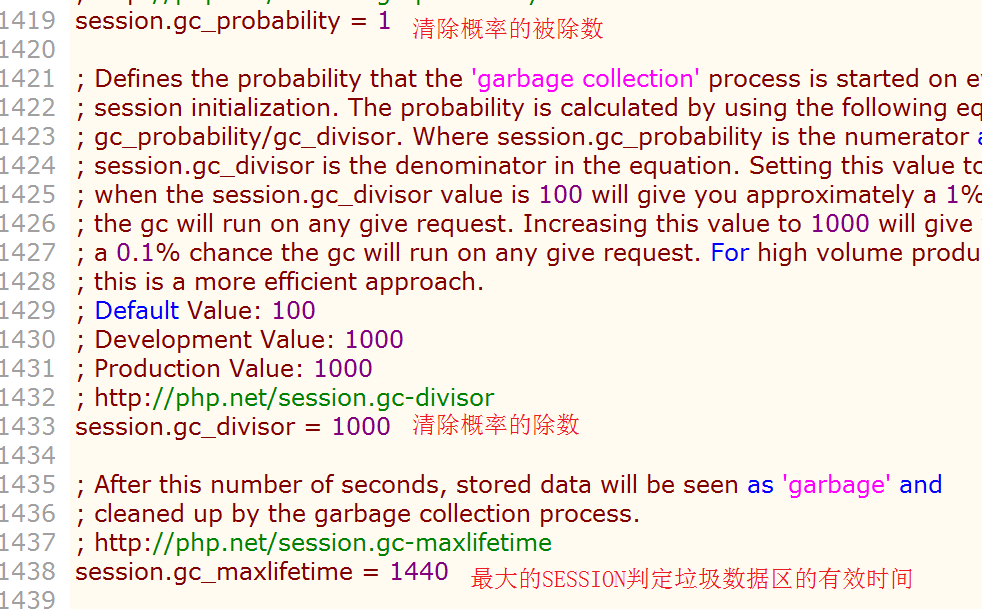 1419 session.gc_probability = 1 清除概率的被除数
1420
1421 ; Defines the probability that the 'garbage collection' process is started on
1422 ; session initialization. The probability is calculated by using the following
1423 ; gc_probability/gc_divisor. Where session.gc_probability is the numerator
1424 ; session.gc_divisor is the denominator in the equation. Setting this value to
1425 ; when the session.gc_divisor value is 100 will give you approximately a 1%
1426 ; the gc will run on any give request. Increasing this value to 1000 will give
1427 ; a 0.1% chance the gc will run on any give request. For high volume produ
1428 ; this is a more efficient approach.
1429 ; Default Value: 100
1430 ; Development Value: 1000
1431 ; Production Value: 1000
1432 ; http://php.net/session.gc-divisor
1433 session.gc_divisor = 1000 清除概率的除数
1434
1435 ; After this number of seconds, stored data will be seen as 'garbage' and
1436 ; cleaned up by the garbage collection process.
1437 ; http://php.net/session.gc-maxlifetime
1438 session.gc_maxlifetime = 1440 最大的SESSION判定垃圾数据区的有效时间
1439